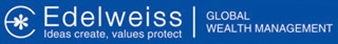 Edelweiss
Ideas create, values protect
GLOBAL
WEALTH MANAGEMENT